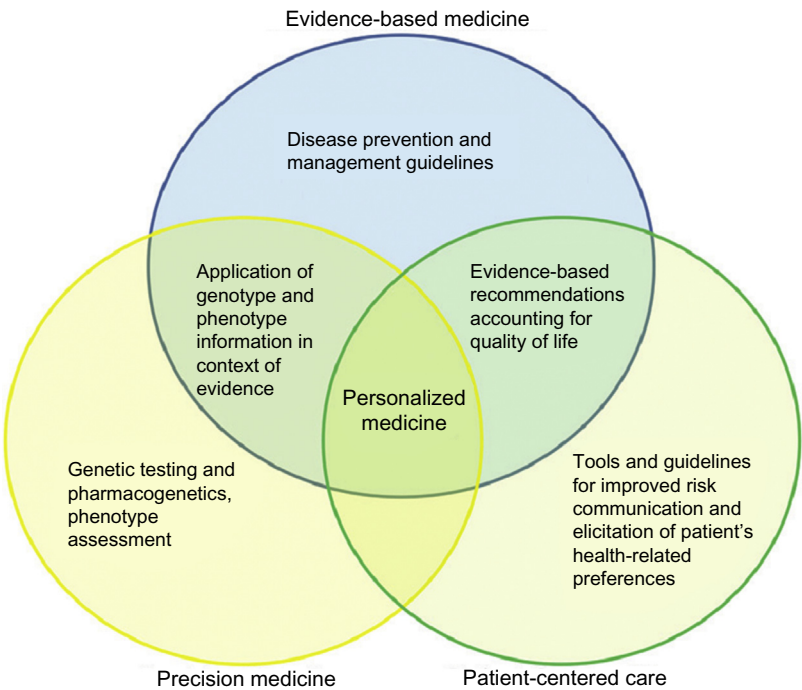 Evidence-based medicine
Disease prevention and
management guidelines
Application of
genotype and
phenotype
information in
context of
evidence
Evidence-based
recommendations
accounting for
quality of life
Personalized
medicine
Genetic testing and
pharmacogenetics,
phenotype
assessment
Tools and guidelines
for improved risk
communication and
elicitation of patient’s
health-related
preferences
Precision medicine
Patient-centered care